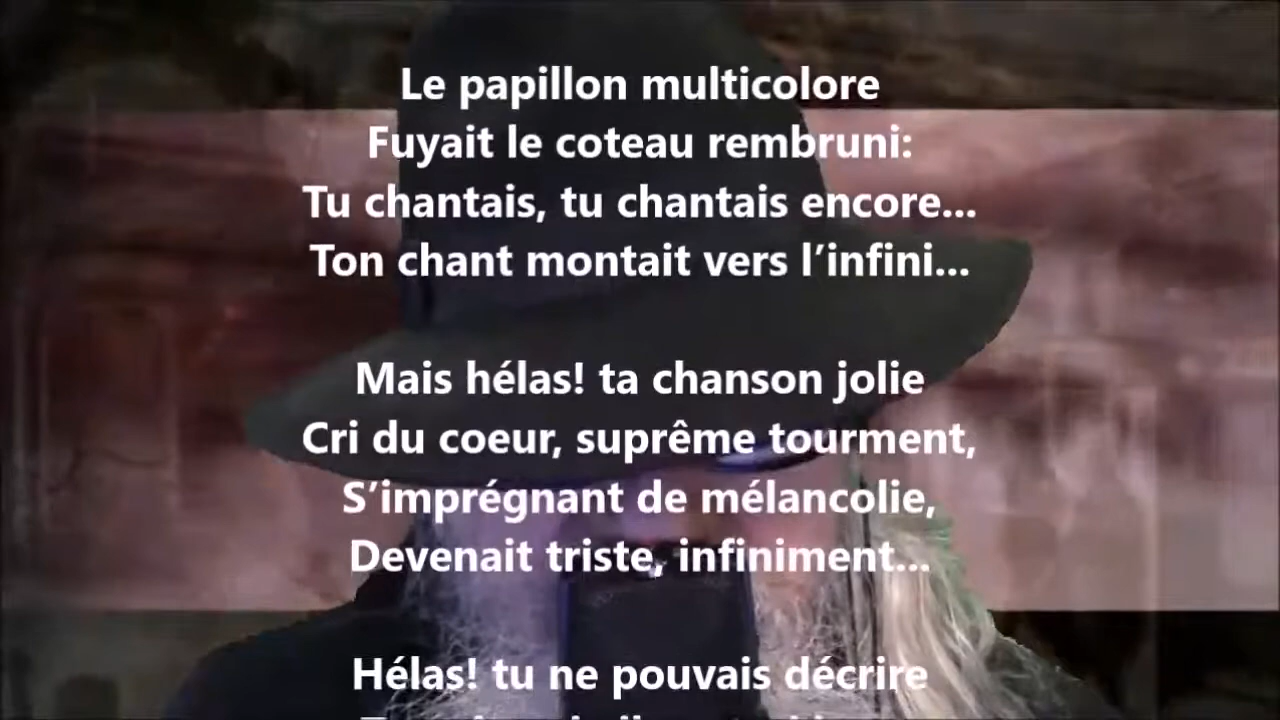 Le papillon multicolore
Fuyait le coteau rembruni:
Tu chantais, tu chantais encore...
Ton chant montait vers l’infini...
Mais hélas! ta chanson jolie
Cri du coeur, suprême tourment,
S’imprégnant de mélancolie,
Devenait triste, infiniment...
Hélas! tu ne pouvais décrire